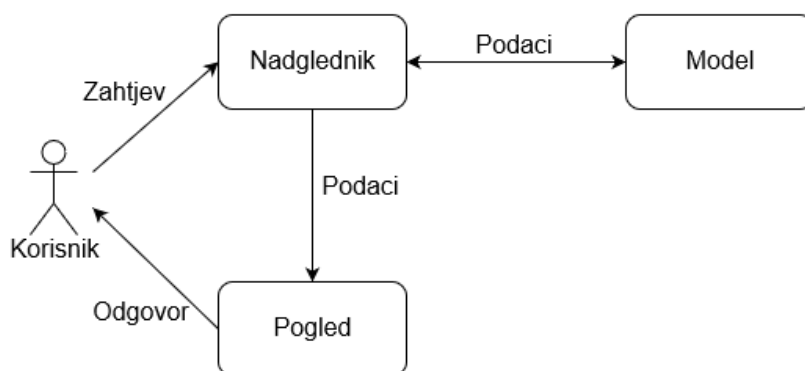 Nadglednik
Podaci
Model
Zahtjev
Podaci
Korisnik
Odgovor
Pogled